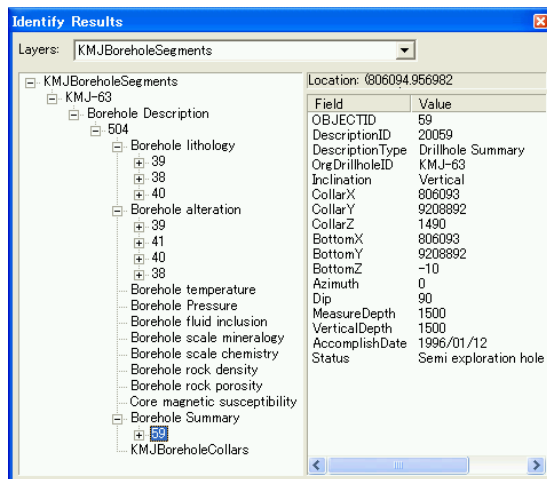 Identify Results
Layers: KMJBoreholeSegments
KMJBoreholeSegments
KMJ-63
Borehole Description
504
Borehole lithology
39
38
40
Borehole alteration
39
41
40
38
Borehole temperature
Borehole Pressure
Borehole fluid inclusion
Borehole scale mineralogy
Borehole scale chemistry
Borehole rock density
Borehole rock porosity
Core magnetic susceptibility
Borehole Summary
59
KMJBoreholeCollars
Location: (806094.956982
Field Value
OBJECTID 59
DescriptionID 20059
DescriptionType Drillhole Summary
OrgDrillholeID KMJ-63
Inclination Vertical
CollarX 806093
CollarY 9208892
CollarZ 1490
BottomX 806093
BottomY 9208892
BottomZ -10
Azimuth 0
Dip 90
MeasureDepth 1500
VerticalDepth 1500
AccomplishDate 1996/01/12
Status Semi exploration hole